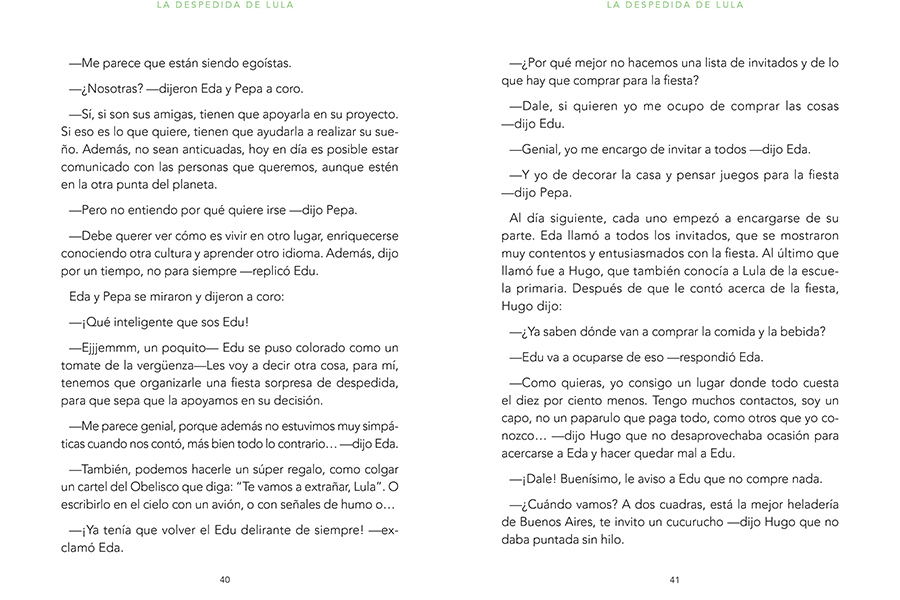 LA DESPEDIDA DE LULA
—Me parece que están siendo egoístas.
—¿Nosotras? —dijeron Eda y Pepa a coro.
—Sí, si son sus amigas, tienen que apoyarla en su proyecto.
Si eso es lo que quiere, tienen que ayudarla a realizar su sue-
ño. Además, no sean anticuadas, hoy en día es posible estar
comunicado con las personas que queremos, aunque estén
en la otra punta del planeta.
—Pero no entiendo por qué quiere irse —dijo Pepa.
—Debe querer ver cómo es vivir en otro lugar, enriquecerse
conociendo otra cultura y aprender otro idioma. Además, dijo
por un tiempo, no para siempre —replicó Edu.
Eda y Pepa se miraron y dijeron a coro:
—¡Qué inteligente que sos Edu!
—Ejjjemmm, un poquito— Edu se puso colorado como un
tomate de la vergüenza—Les voy a decir otra cosa, para mí,
tenemos que organizarle una fiesta sorpresa de despedida,
para que sepa que la apoyamos en su decisión.
—Me parece genial, porque además no estuvimos muy simpá-
ticas cuando nos contó, más bien todo lo contrario… —dijo Eda.
—También, podemos hacerle un súper regalo, como colgar
un cartel del Obelisco que diga: “Te vamos a extrañar, Lula”. O
escribirlo en el cielo con un avión, o con señales de humo o…
—¡Ya tenía que volver el Edu delirante de siempre! —ex-
clamó Eda.
40
LA DESPEDIDA DE LULA
—¿Por qué mejor no hacemos una lista de invitados y de lo
que hay que comprar para la fiesta?
—Dale, si quieren yo me ocupo de comprar las cosas
—dijo Edu.
—Genial, yo me encargo de invitar a todos —dijo Eda.
—Y yo de decorar la casa y pensar juegos para la fiesta
—dijo Pepa.
Al día siguiente, cada uno empezó a encargarse de su
parte. Eda llamó a todos los invitados, que se mostraron
muy contentos y entusiasmados con la fiesta. Al último que
llamó fue a Hugo, que también conocía a Lula de la escue-
la primaria. Después de que le contó acerca de la fiesta,
Hugo dijo:
—¿Ya saben dónde van a comprar la comida y la bebida?
—Edu va a ocuparse de eso —respondió Eda.
—Como quieras, yo consigo un lugar donde todo cuesta
el diez por ciento menos. Tengo muchos contactos, soy un
capo, no un paparulo que paga todo, como otros que yo co-
nozco… —dijo Hugo que no desaprovechaba ocasión para
acercarse a Eda y hacer quedar mal a Edu.
—¡Dale! Buenísimo, le aviso a Edu que no compre nada.
—¿Cuándo vamos? A dos cuadras, está la mejor heladería
de Buenos Aires, te invito un cucurucho —dijo Hugo que no
daba puntada sin hilo.
41